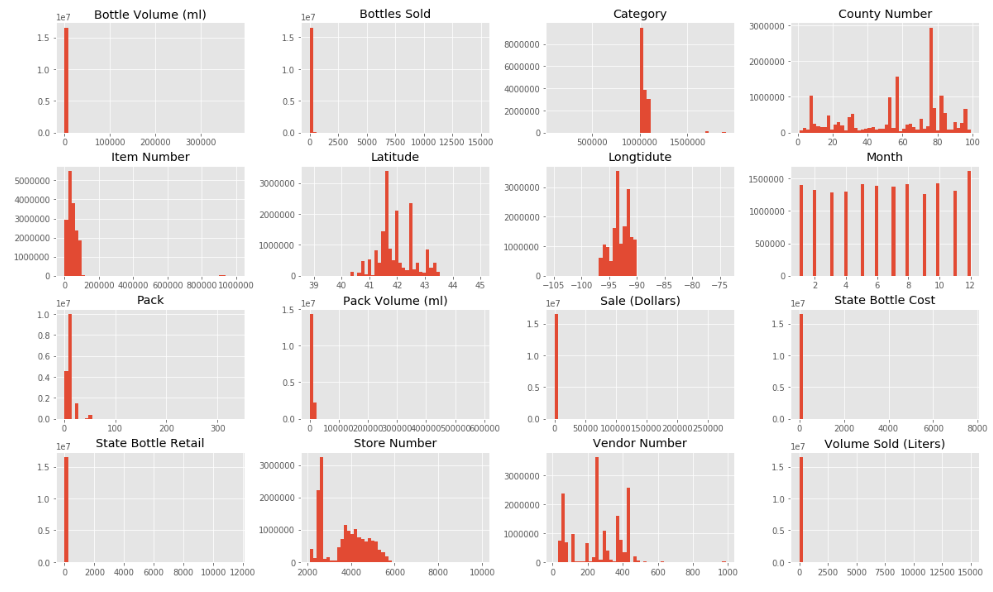 Bottle Volume (ml)
1e7
1.5
1.0
0.5
0.0
0 100000 200000 300000
Bottles Sold
1e7
1.5
1.0
0.5
0.0
0 2500 5000 7500 10000 12500 15000
Category
8000000
6000000
4000000
2000000
0
500000 1000000 1500000
County Number
3000000
2000000
1000000
0
0 20 40 60 80 100
Item Number
5000000
4000000
3000000
2000000
1000000
0
0 200000 400000 600000 800000 1000000
Latitude
3000000
2000000
1000000
0
39 40 41 42 43 44 45
Longtidute
3000000
2000000
1000000
0
−105 −100 −95 −90 −85 −80 −75
Month
1500000
1000000
500000
0
2 4 6 8 10 12
Pack
1e7
1.0
0.8
0.6
0.4
0.2
0.0
0 100 200 300
Pack Volume (ml)
1e7
1.5
1.0
0.5
0.0
0 100000 200000 300000 400000 500000 600000
Sale (Dollars)
1e7
1.5
1.0
0.5
0.0
0 50000 100000 150000 200000 250000
State Bottle Cost
1e7
1.5
1.0
0.5
0.0
0 2000 4000 6000 8000
State Bottle Retail
1e7
1.5
1.0
0.5
0.0
0 2000 4000 6000 8000 10000 12000
Store Number
3000000
2000000
1000000
0
2000 4000 6000 8000 10000
Vendor Number
3000000
2000000
1000000
0
0 200 400 600 800 1000
Volume Sold (Liters)
1e7
1.5
1.0
0.5
0.0
0 2500 5000 7500 10000 12500 15000